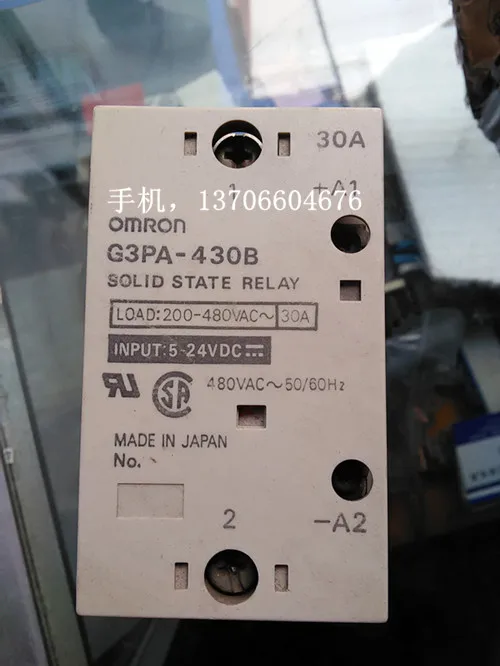 30A
1 +A1
手机，13706604676
omron
G3PA-430B
SOLID STATE RELAY
LOAD:200-480VAC～ 30A
INPUT:5-24VDC⎓
480VAC～50/60Hz
MADE IN JAPAN
No.
2 -A2